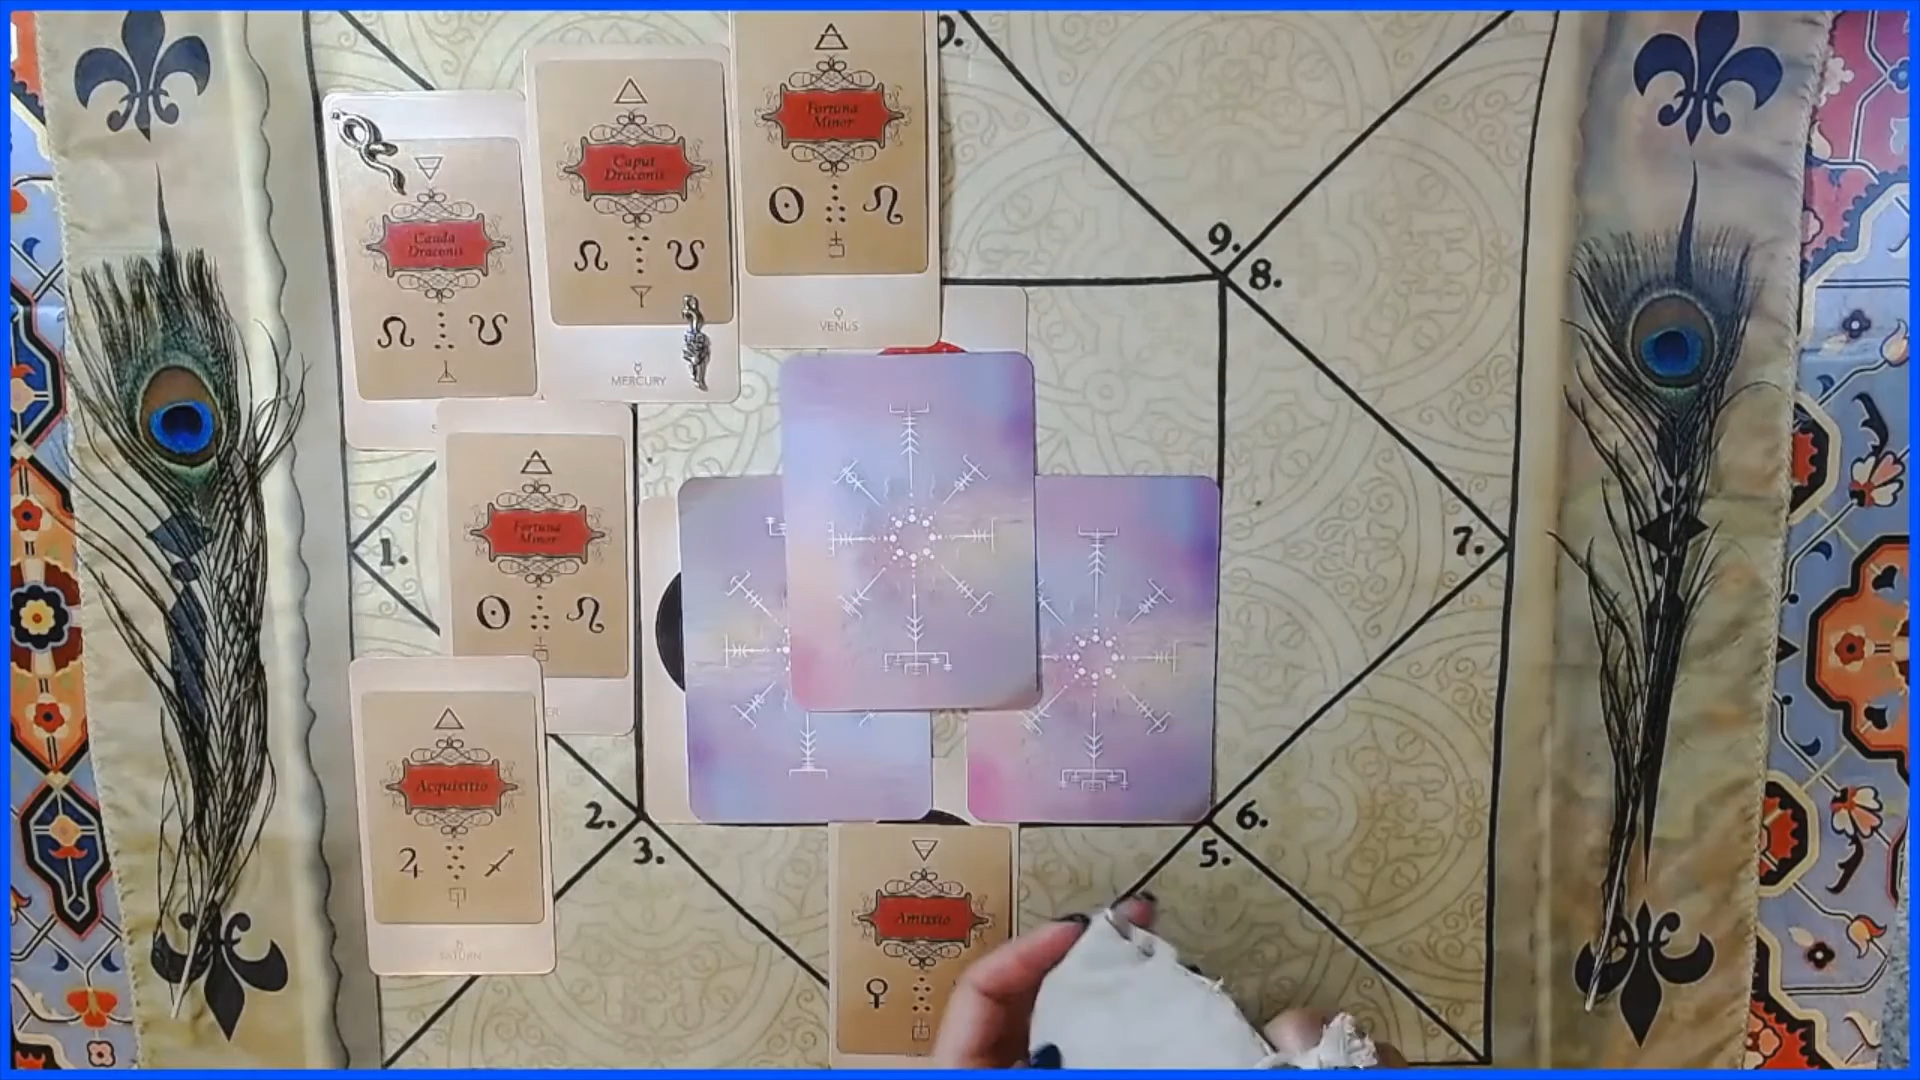 Fortuna
Minor
VENUS
Caput
Draconis
MERCURY
Cauda
Draconis
9.
8.
1.
Fortuna
Minor
7.
Acquisitio
SATURN
2.
3.
6.
5.
Amissio